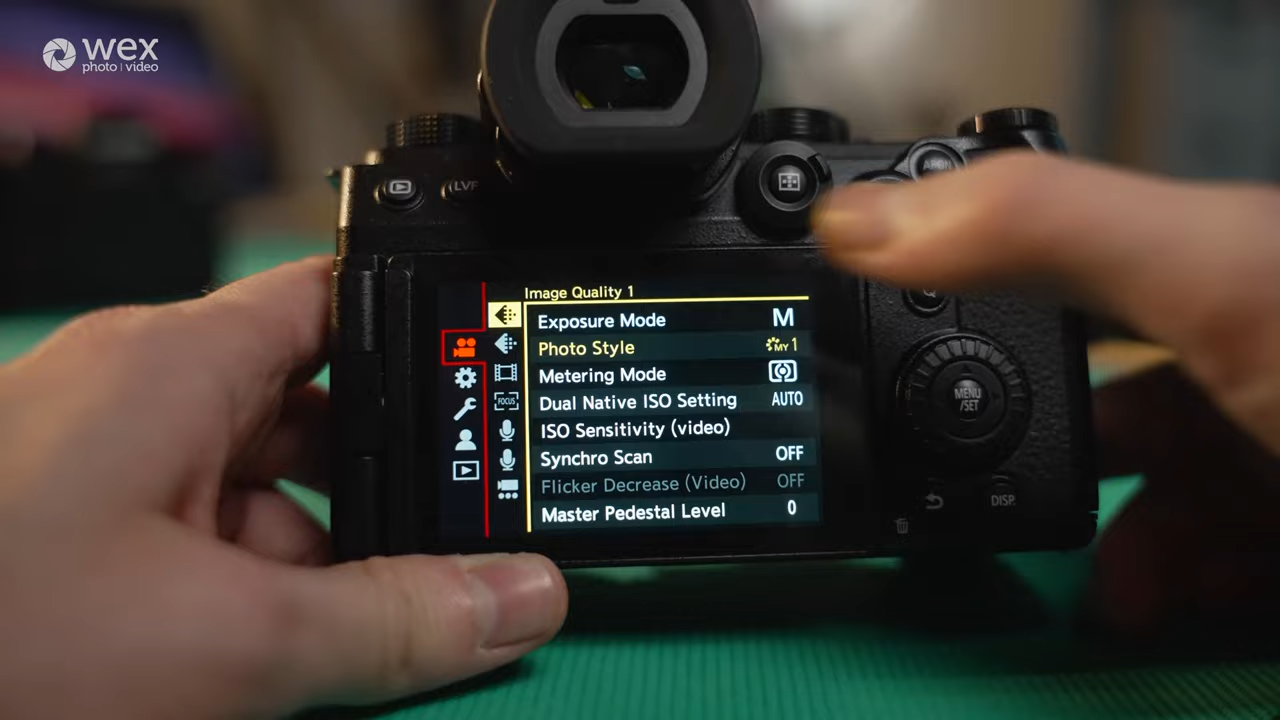 wex
photo | video
LVF
Image Quality 1
Exposure Mode M
Photo Style MY 1
Metering Mode
Dual Native ISO Setting AUTO
FOCUS
ISO Sensitivity (video)
Synchro Scan OFF
Flicker Decrease (Video) OFF
Master Pedestal Level 0
MENU
/SET
DISP.